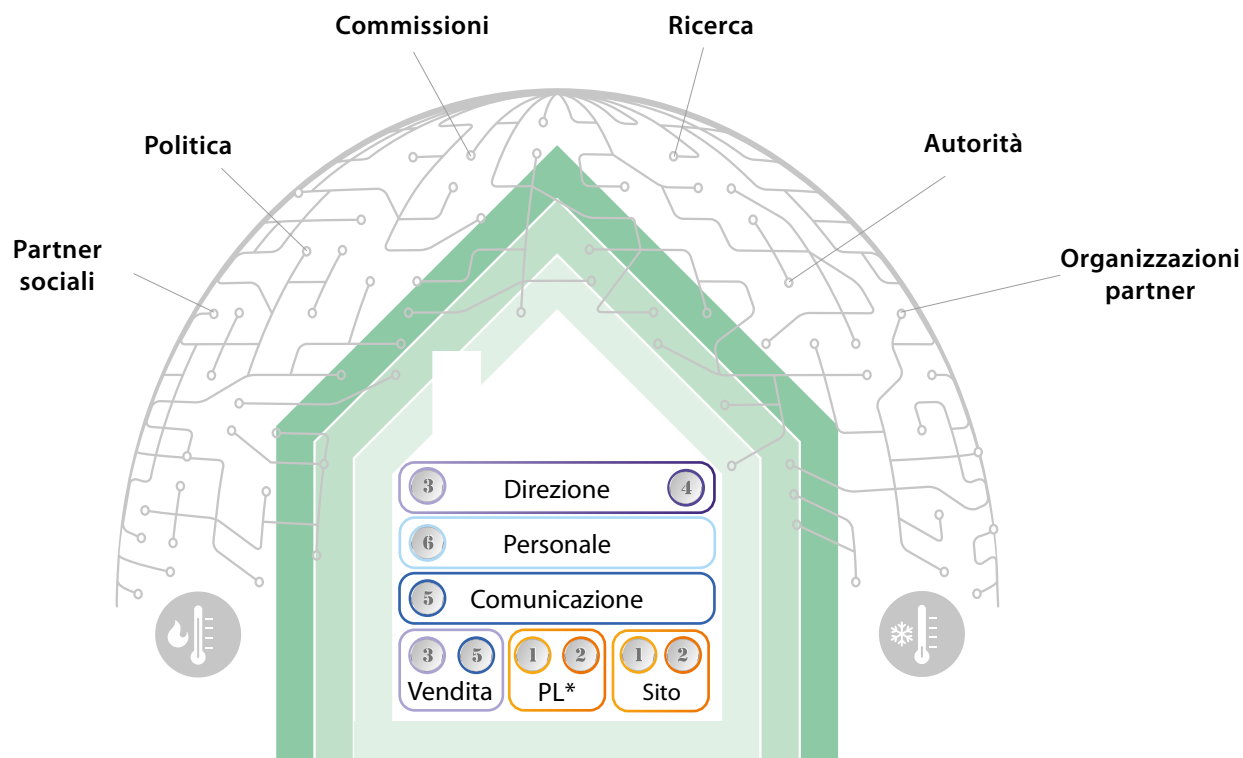 Commissioni
Ricerca
Politica
Autorità
Partner
sociali
Organizzazioni
partner
3 Direzione 4
6 Personale
5 Comunicazione
3 5
Vendita
1 2
PL*
1 2
Sito